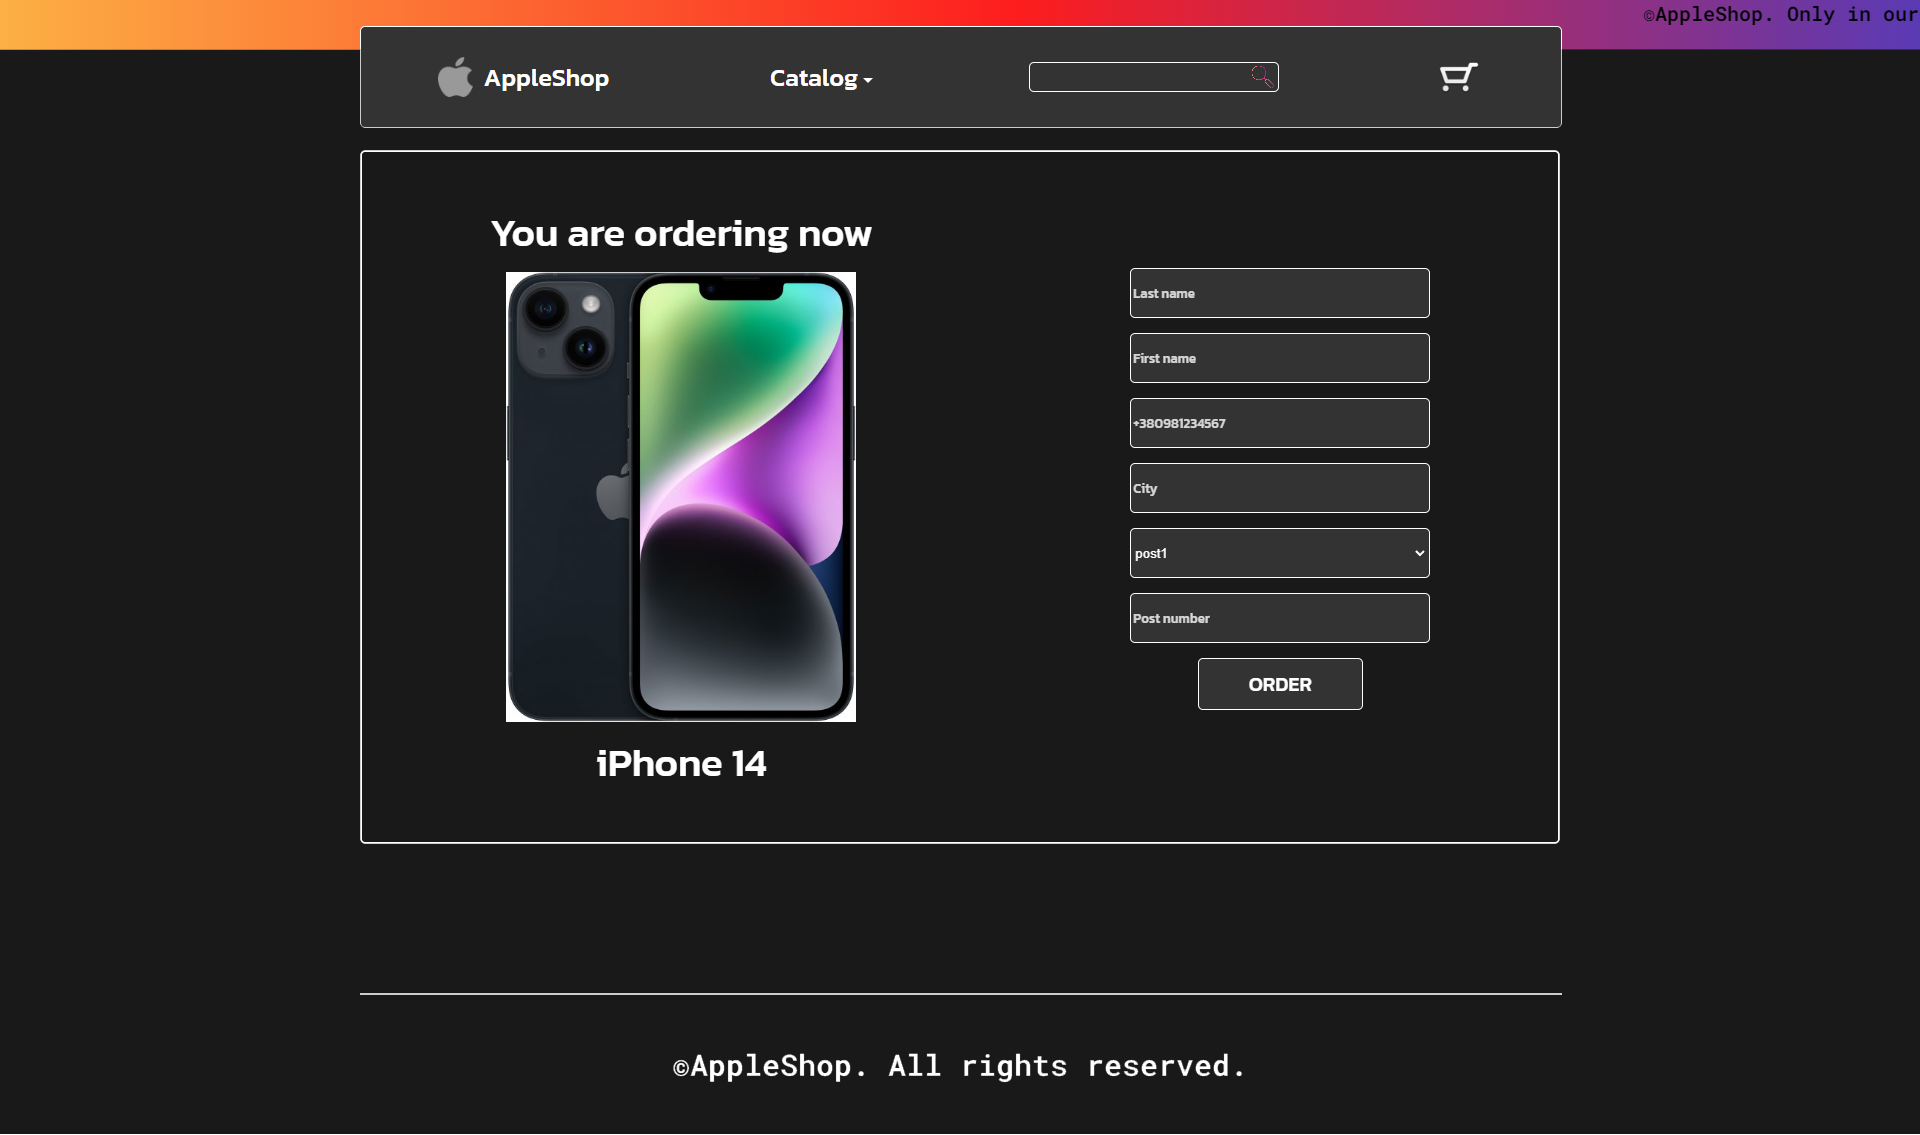 ©AppleShop. Only in our
AppleShop
Catalog
You are ordering now
Last name
First name
+380981234567
City
post1
Post number
ORDER
iPhone 14
©AppleShop. All rights reserved.